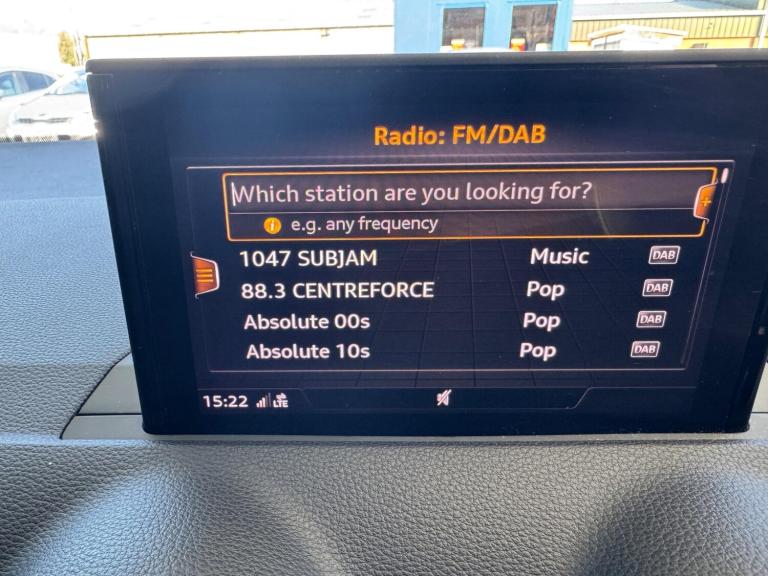 Radio: FM/DAB
Which station are you looking for?
i e.g. any frequency
1047 SUBJAM Music DAB
88.3 CENTREFORCE Pop DAB
Absolute 00s Pop DAB
Absolute 10s Pop DAB
15:22 LTE